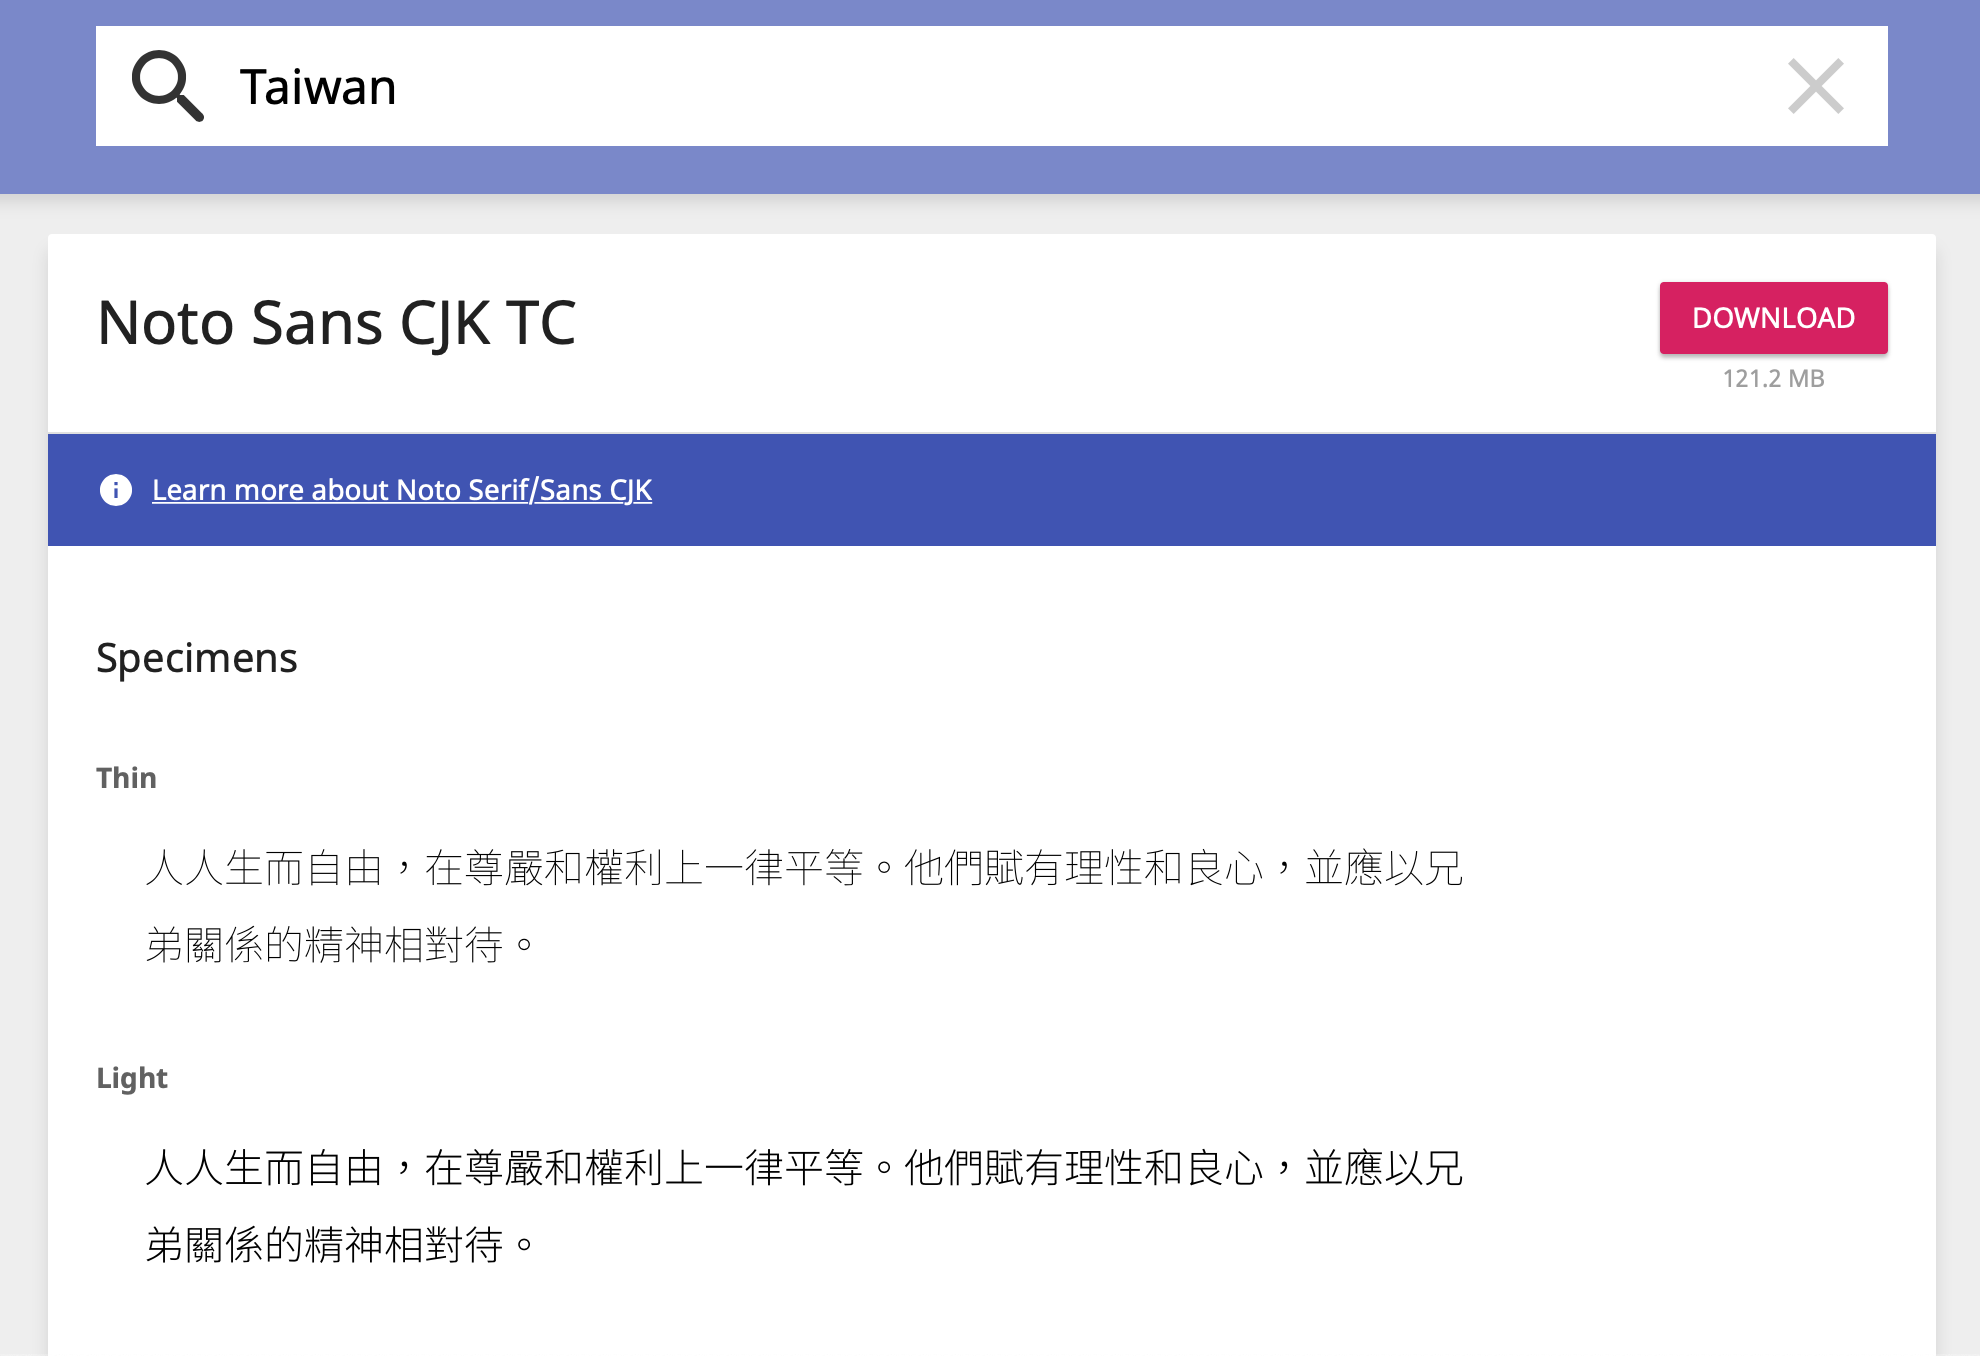 Taiwan
Noto Sans CJK TC
DOWNLOAD
121.2 MB
Learn more about Noto Serif/Sans CJK
Specimens
Thin
人人生而自由，在尊嚴和權利上一律平等。他們賦有理性和良心，並應以兄
弟關係的精神相對待。
Light
人人生而自由，在尊嚴和權利上一律平等。他們賦有理性和良心，並應以兄
弟關係的精神相對待。